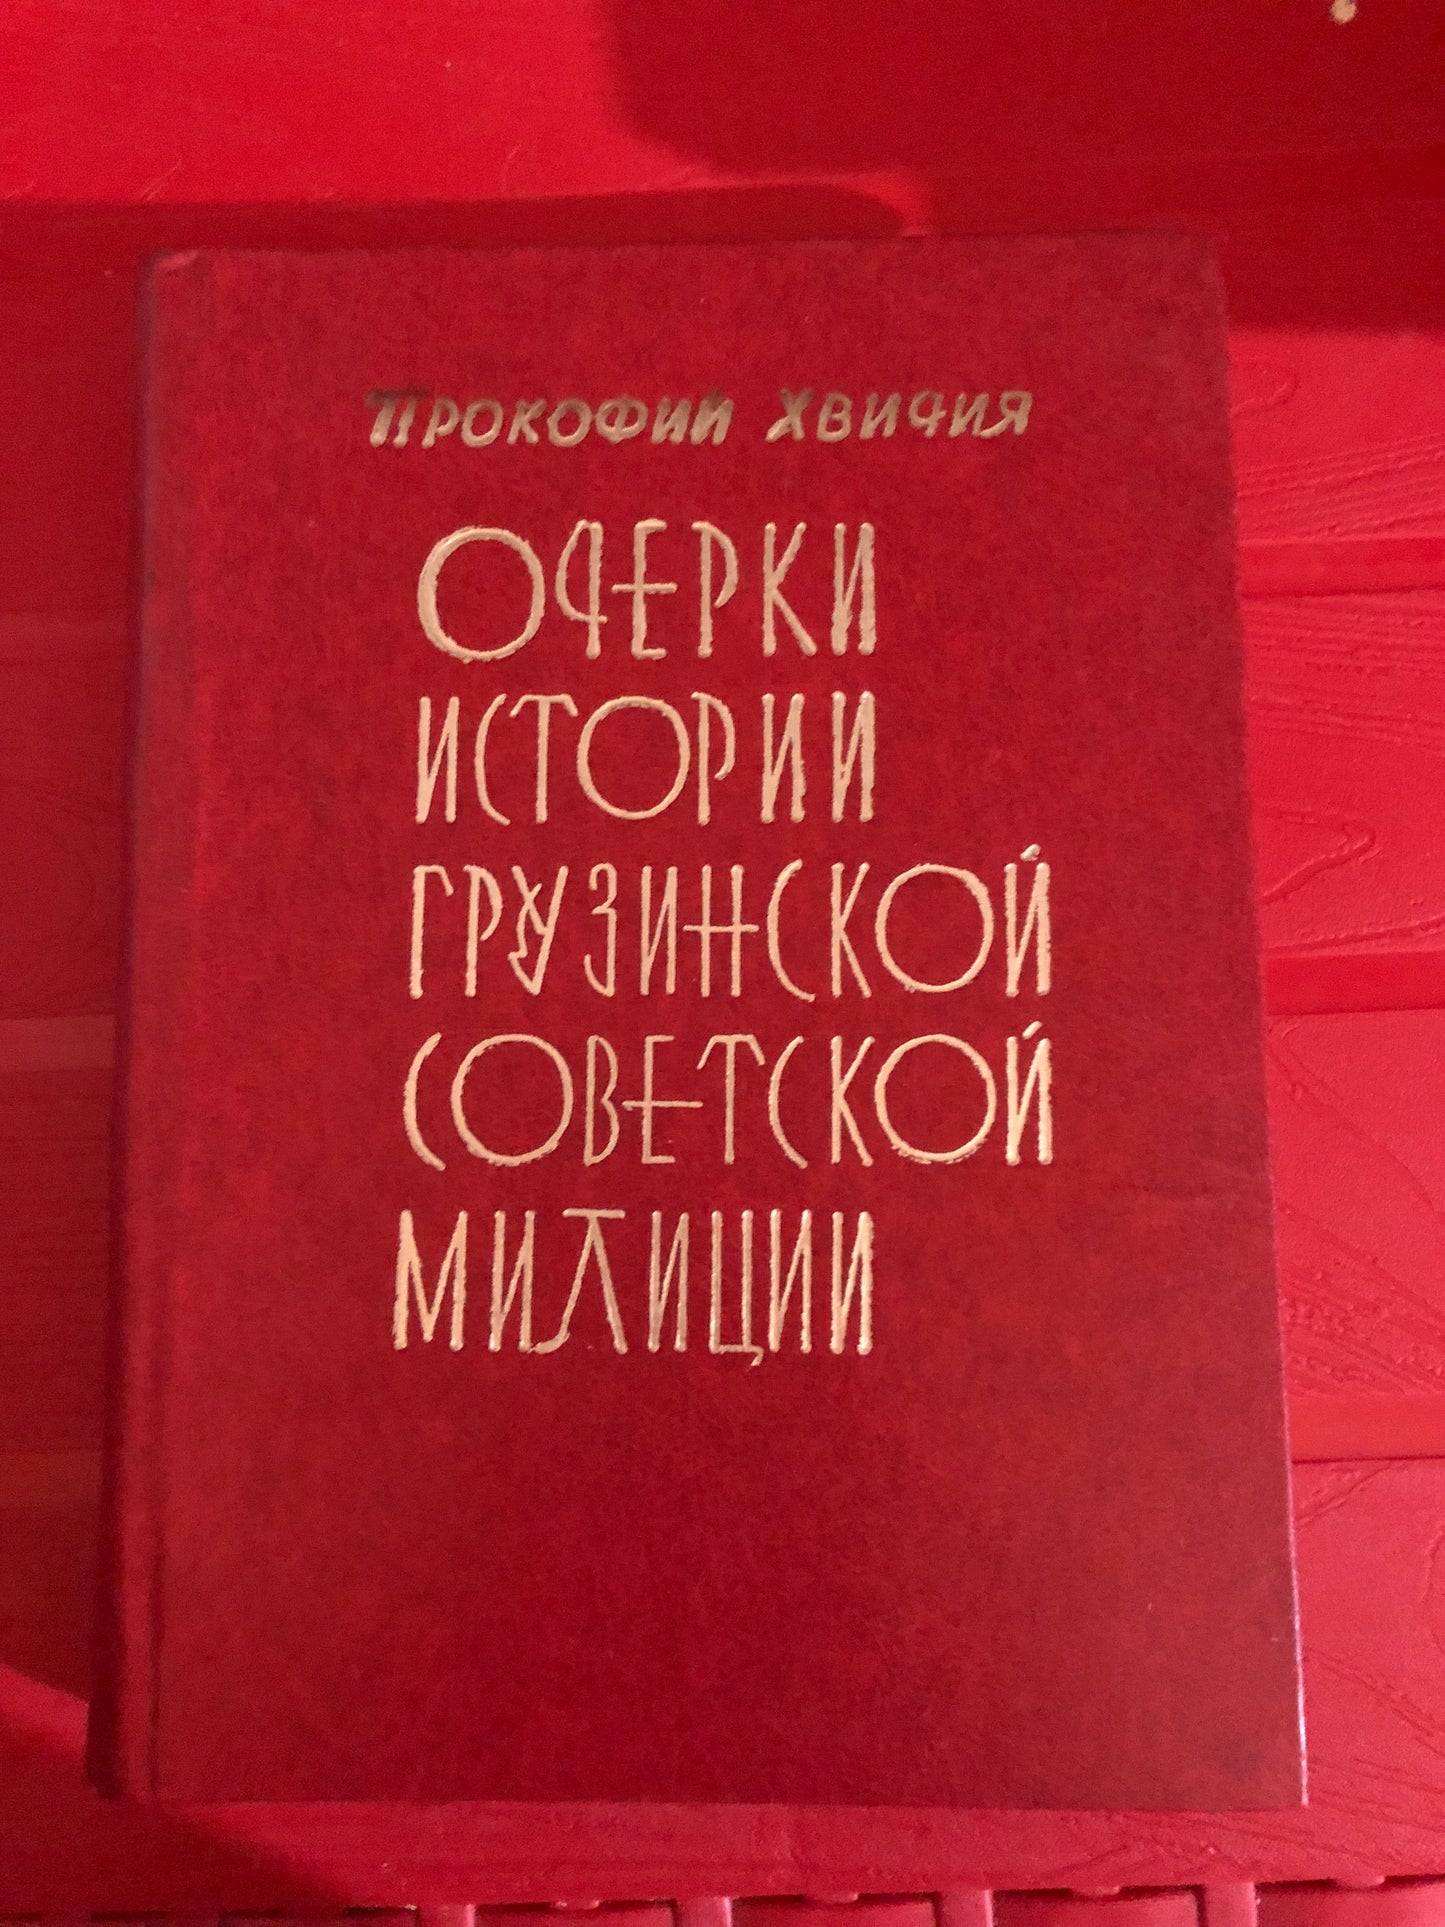 Прокофий Хвичия
ОЧЕРКИ
ИСТОРИИ
ГРУЗИНСКОЙ
СОВЕТСКОЙ
МИЛИЦИИ